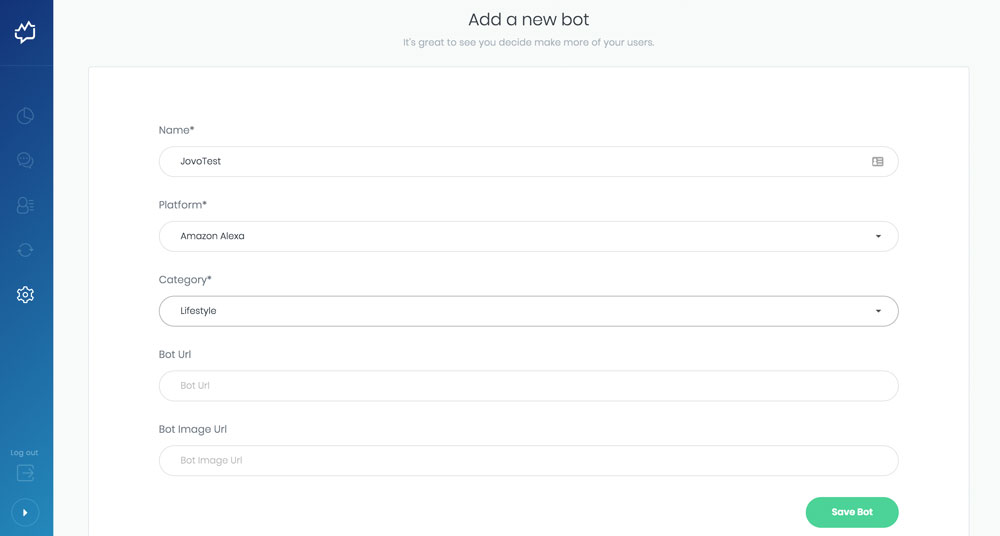 Add a new bot
It's great to see you decide make more of your users.
Name*
JovoTest
Platform*
Amazon Alexa
Category*
Lifestyle
Bot Url
Bot Url
Bot Image Url
Bot Image Url
Log out
Save Bot